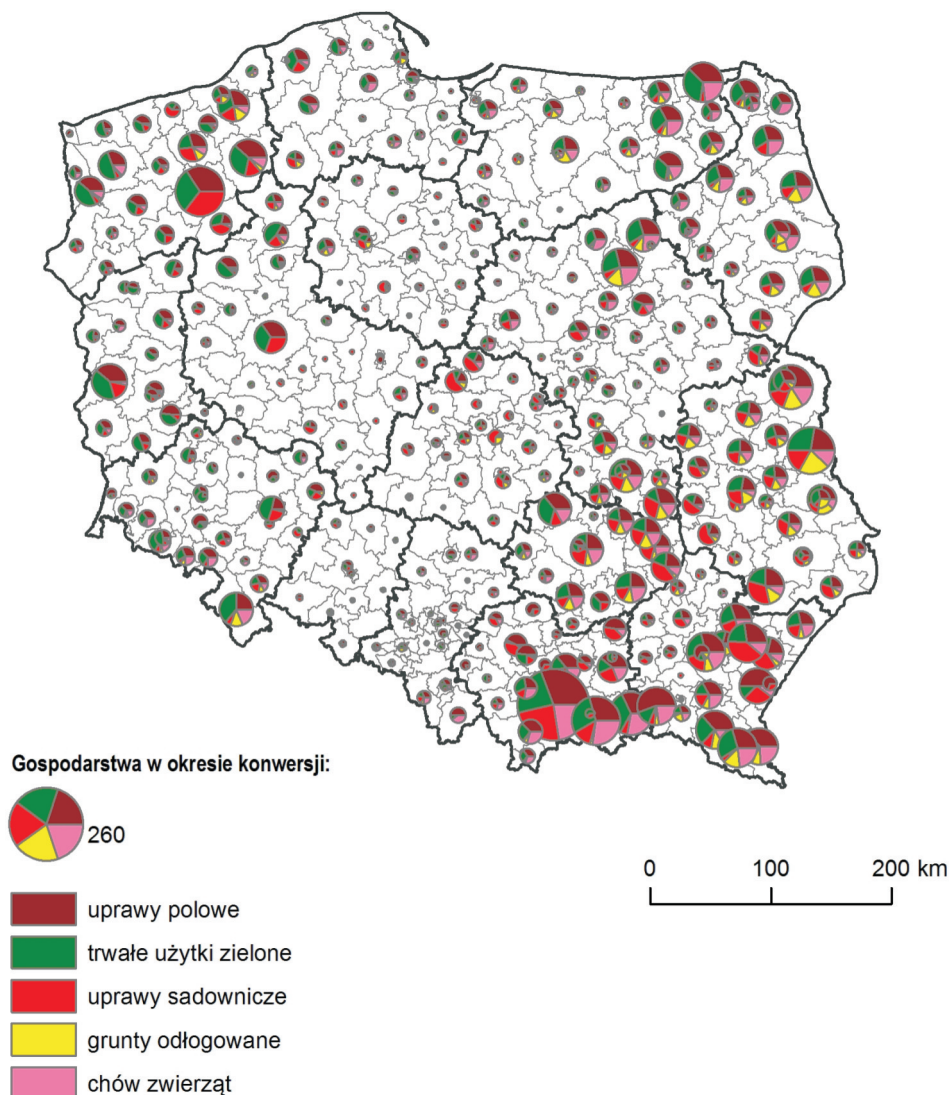 Gospodarstwa w okresie konwersji:
260
0 100 200 km
uprawy polowe
trwałe użytki zielone
uprawy sadownicze
grunty odłogowane
chów zwierząt